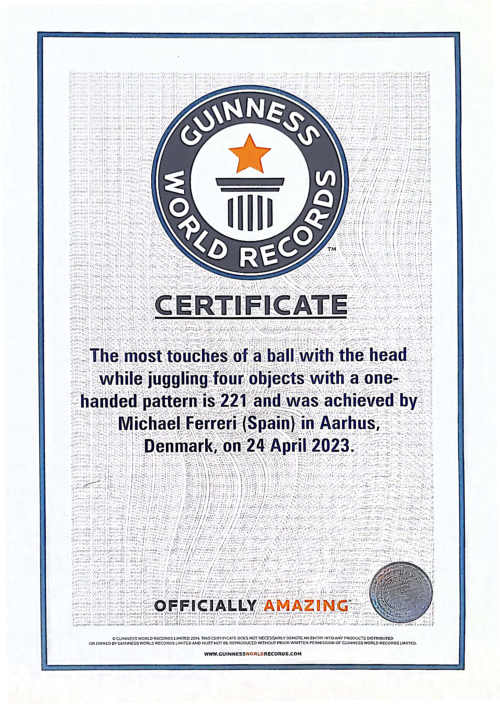 GUINNESS
WORLD RECORDS
™
CERTIFICATE
The most touches of a ball with the head
while juggling four objects with a one-
handed pattern is 221 and was achieved by
Michael Ferreri (Spain) in Aarhus,
Denmark, on 24 April 2023.
OFFICIALLY AMAZING
© GUINNESS WORLD RECORDS LIMITED 2014. THIS CERTIFICATE DOES NOT NECESSARILY DENOTE AN ENTRY INTO ANY PRODUCTS DISTRIBUTED
OR OWNED BY GUINNESS WORLD RECORDS LIMITED AND MUST NOT BE REPRODUCED WITHOUT PRIOR WRITTEN PERMISSION OF GUINNESS WORLD RECORDS LIMITED.
WWW.GUINNESSWORLDRECORDS.COM